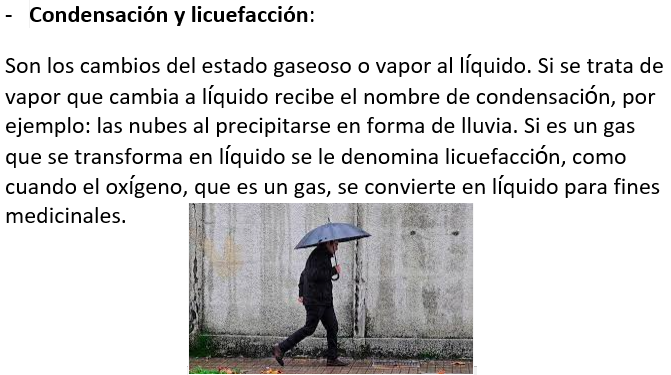 - Condensación y licuefacción:
Son los cambios del estado gaseoso o vapor al líquido. Si se trata de
vapor que cambia a líquido recibe el nombre de condensación, por
ejemplo: las nubes al precipitarse en forma de lluvia. Si es un gas
que se transforma en líquido se le denomina licuefacción, como
cuando el oxígeno, que es un gas, se convierte en líquido para fines
medicinales.